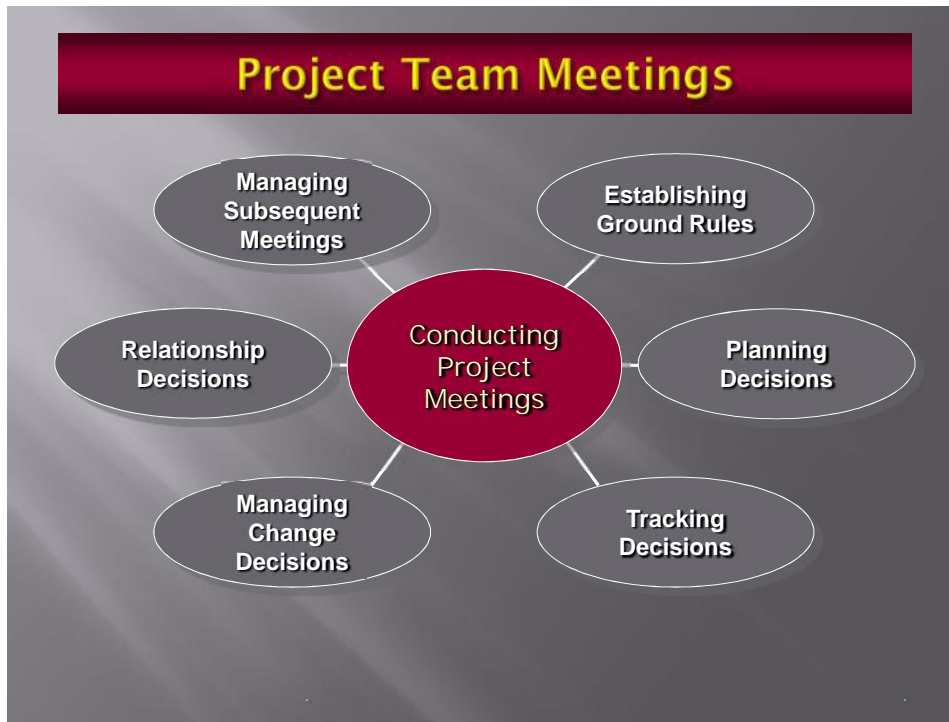 Project Team Meetings
Managing
Subsequent
Meetings
Establishing
Ground Rules
Relationship
Decisions
Conducting
Project
Meetings
Planning
Decisions
Managing
Change
Decisions
Tracking
Decisions